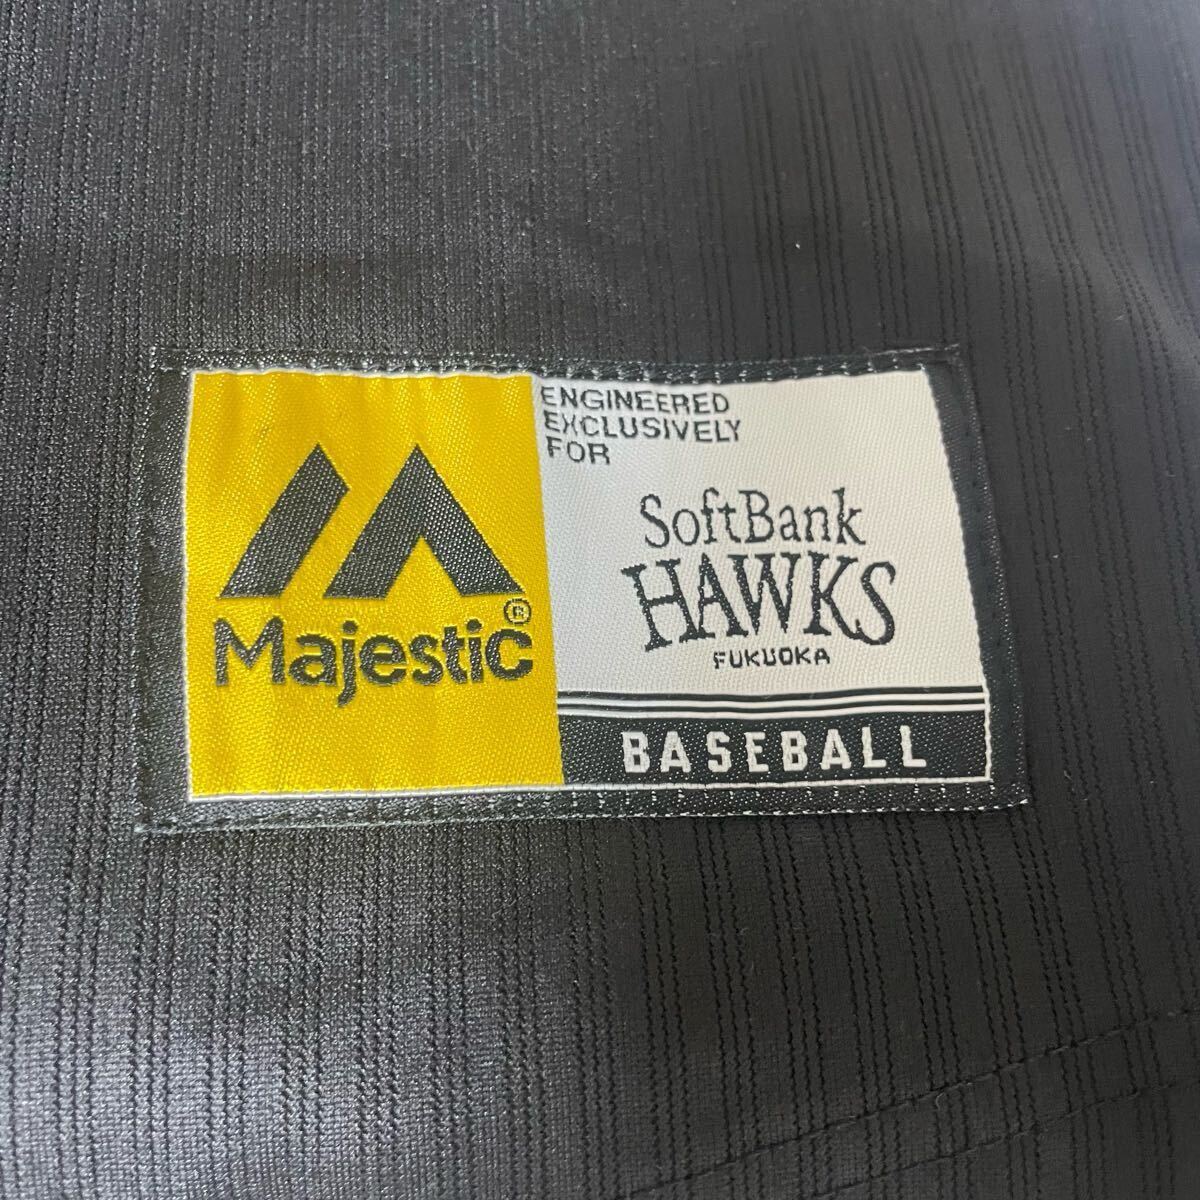 Majestic®
ENGINEERED
EXCLUSIVELY
FOR
SoftBank
HAWKS
FUKUOKA
BASEBALL